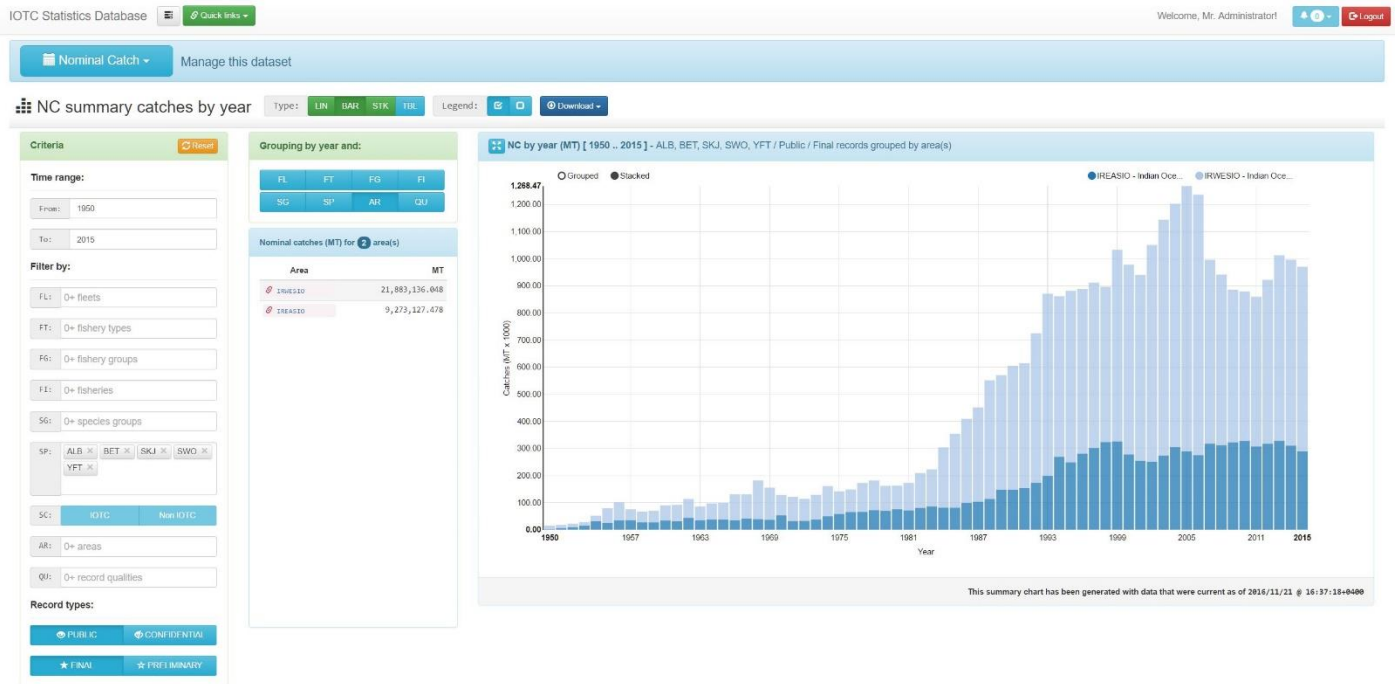 IOTC Statistics Database Quick links Welcome, Mr. Administrator! 0 Logout
Nominal Catch Manage this dataset
NC summary catches by year Type: LIN BAR STK TBL Legend: Download
Criteria Reset
Time range:
From: 1950
To: 2015
Filter by:
FL: 0+ fleets
FT: 0+ fishery types
FG: 0+ fishery groups
FI: 0+ fisheries
SG: 0+ species groups
SP: ALB × BET × SKJ × SWO ×
YFT ×
SC: IOTC Non IOTC
AR: 0+ areas
QU: 0+ record qualities
Record types:
PUBLIC CONFIDENTIAL
FINAL PRELIMINARY
Grouping by year and:
FL FT FG FI
SG SP AR QU
Nominal catches (MT) for 2 area(s)
Area MT
IRWESIO 21,883,136.048
IREASIO 9,273,127.478
NC by year (MT) [ 1950 .. 2015 ] - ALB, BET, SKJ, SWO, YFT / Public / Final records grouped by area(s)
Grouped Stacked IREASIO - Indian Oce... IRWESIO - Indian Oce...
1,268.47
1,200.00
1,100.00
1,000.00
900.00
800.00
700.00
600.00
500.00
400.00
300.00
200.00
100.00
0.00
Catches (MT x 1000)
1950 1957 1963 1969 1975 1981 1987 1993 1999 2005 2011 2015
Year
This summary chart has been generated with data that were current as of 2016/11/21 @ 16:37:18+0400